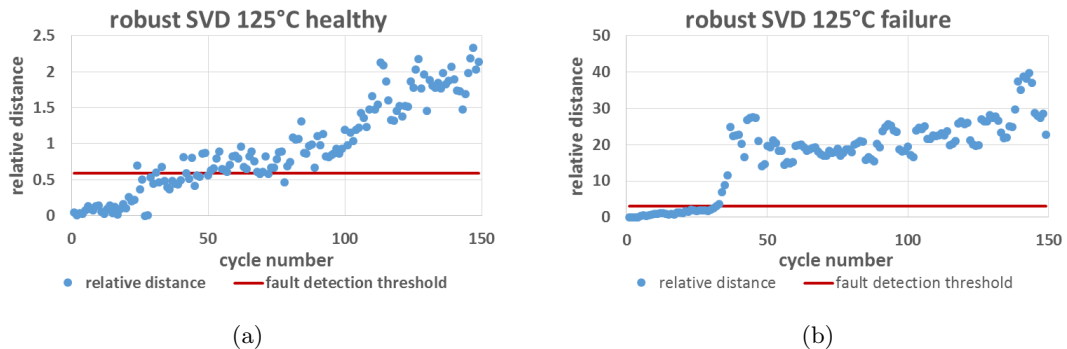 robust SVD 125°C healthy
2.5
2
1.5
1
0.5
0
relative distance
0 50 100 150
cycle number
relative distance fault detection threshold
(a)
robust SVD 125°C failure
50
40
30
20
10
0
relative distance
0 50 100 150
cycle number
relative distance fault detection threshold
(b)